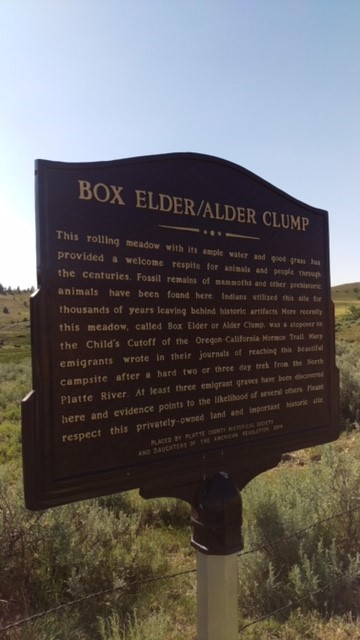 BOX ELDER/ALDER CLUMP
This rolling meadow with its ample water and good grass has
provided a welcome respite for animals and people through
the centuries. Fossil remains of mammoths and other prehistoric
animals have been found here. Indians utilized this site for
thousands of years leaving behind historic artifacts. More recently
this meadow, called Box Elder or Alder Clump, was a stopover on
the Child's Cutoff of the Oregon-California-Mormon Trail. Many
emigrants wrote in their journals of reaching this beautiful
campsite after a hard two or three day trek from the North
Platte River. At least three emigrant graves have been discovered
here and evidence points to the likelihood of several others. Please
respect this privately-owned land and important historic site.
PLACED BY PLATTE COUNTY HISTORICAL SOCIETY
AND DAUGHTERS OF THE AMERICAN REVOLUTION,